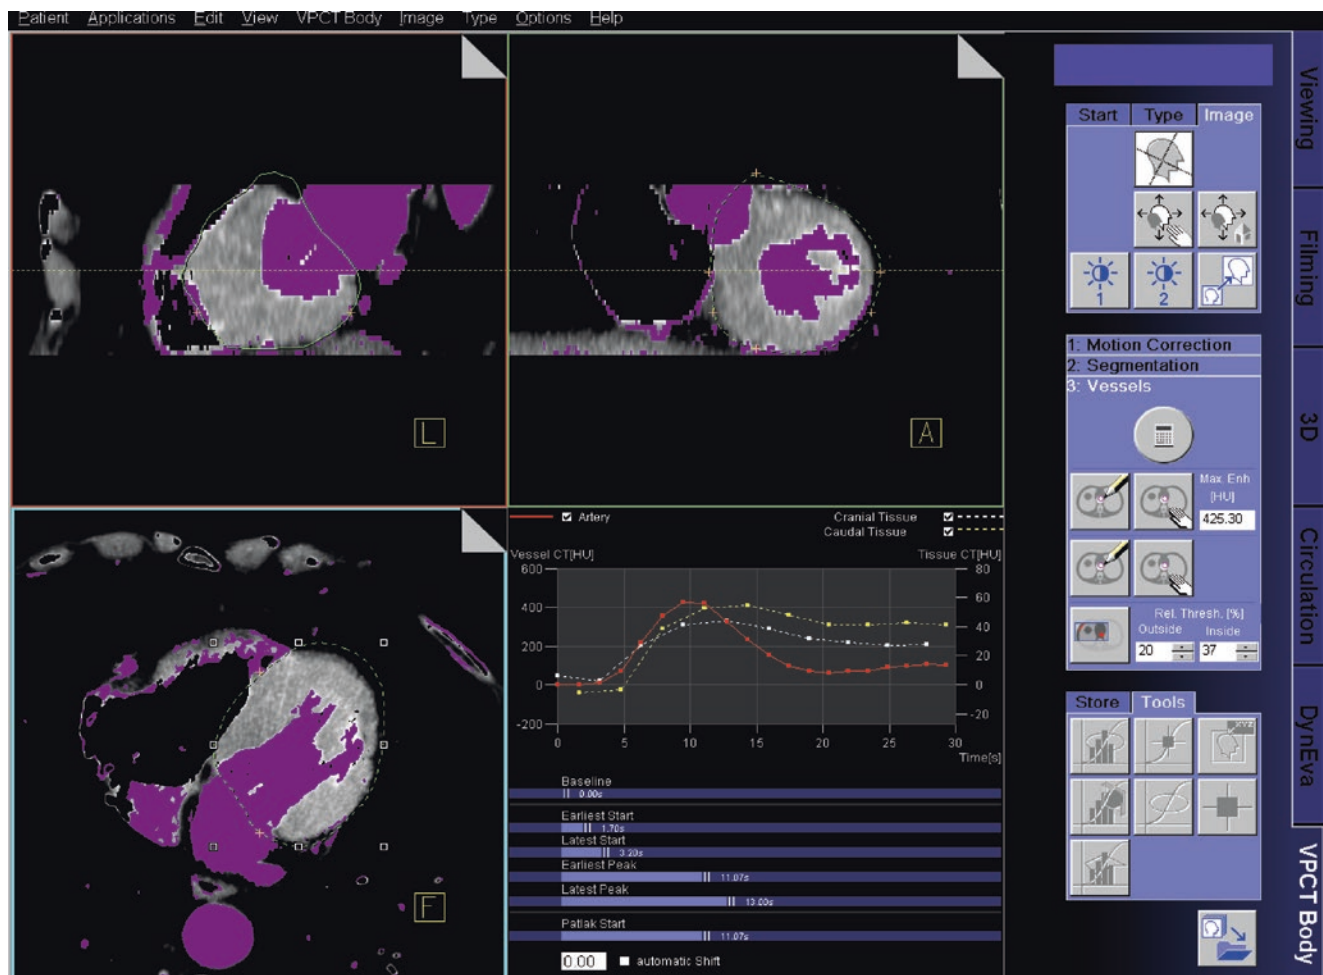 Patient Applications Edit View VPCT Body Image Type Options Help
L
A
F
Artery
Cranial Tissue
Caudal Tissue
Vessel CT[HU]
Tissue CT[HU]
600
400
200
0
-200
80
60
40
20
0
-20
0 5 10 15 20 25 30
Time[s]
Baseline
0.00s
Earliest Start
1.70s
Latest Start
3.20s
Earliest Peak
11.07s
Latest Peak
13.00s
Patlak Start
11.07s
0.00 automatic Shift
Start Type Image
1 2
1: Motion Correction
2: Segmentation
3: Vessels
Max. Enh
[HU]
425.30
Rel. Thresh. [%]
Outside Inside
20 37
Store Tools
XYZ
Viewing
Filming
3D
Circulation
DynEva
VPCT Body